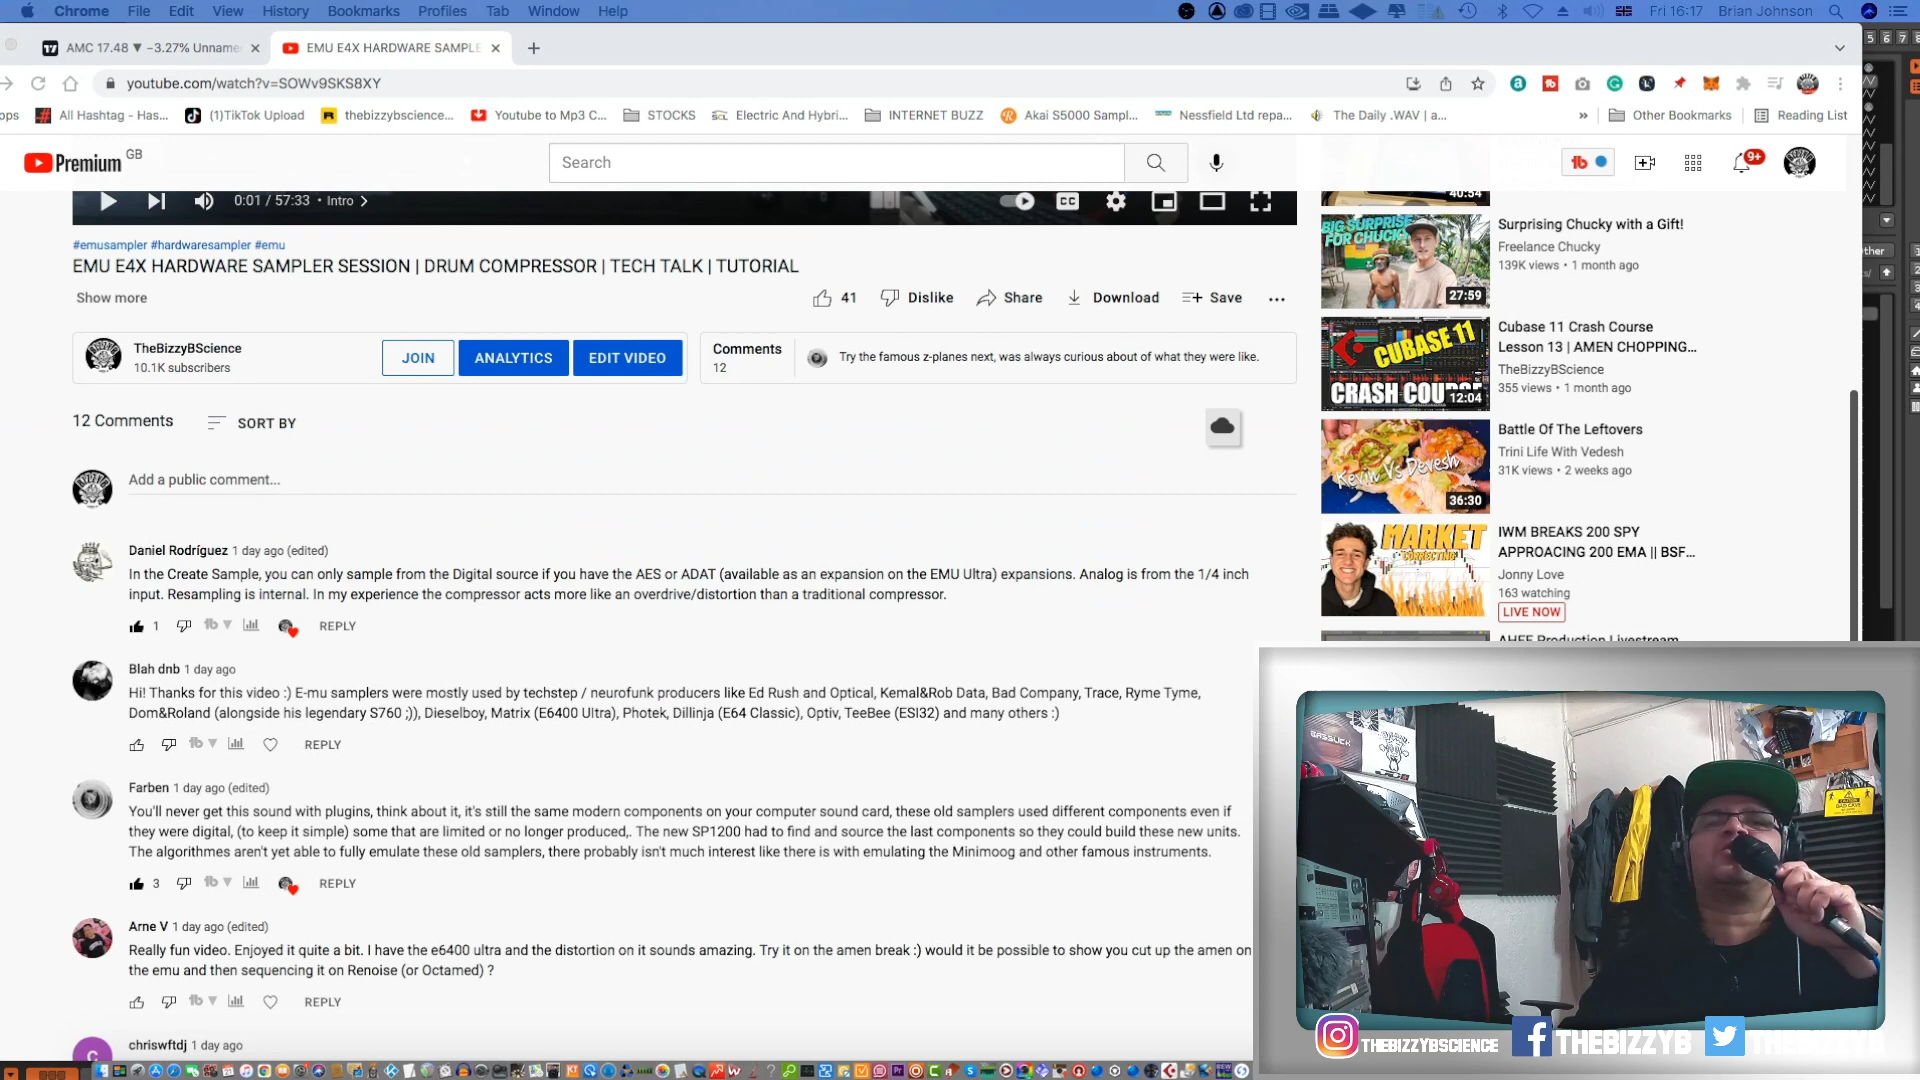 Chrome File Edit View History Bookmarks Profiles Tab Window Help Fri 16:17 Brian Johnson
AMC 17.48 ▼ −3.27% Unname EMU E4X HARDWARE SAMPLE
youtube.com/watch?v=SOWv9SKS8XY
ops All Hashtag - Has... (1)TikTok Upload thebizzybscience... Youtube to Mp3 C... STOCKS Electric And Hybri... INTERNET BUZZ Akai S5000 Sampl... Nessfield Ltd repa... The Daily .WAV | a... » Other Bookmarks Reading List
Premium GB Search 9+
0:01 / 57:33 • Intro
CC
40:54
#emusampler #hardwaresampler #emu
EMU E4X HARDWARE SAMPLER SESSION | DRUM COMPRESSOR | TECH TALK | TUTORIAL
Show more
41 Dislike Share Download Save ...
TheBizzyBScience
10.1K subscribers
JOIN ANALYTICS EDIT VIDEO
Comments
12
Try the famous z-planes next, was always curious about of what they were like.
12 Comments SORT BY
Add a public comment...
Daniel Rodríguez 1 day ago (edited)
In the Create Sample, you can only sample from the Digital source if you have the AES or ADAT (available as an expansion on the EMU Ultra) expansions. Analog is from the 1/4 inch
input. Resampling is internal. In my experience the compressor acts more like an overdrive/distortion than a traditional compressor.
1 REPLY
Blah dnb 1 day ago
Hi! Thanks for this video :) E-mu samplers were mostly used by techstep / neurofunk producers like Ed Rush and Optical, Kemal&Rob Data, Bad Company, Trace, Ryme Tyme,
Dom&Roland (alongside his legendary S760 ;)), Dieselboy, Matrix (E6400 Ultra), Photek, Dillinja (E64 Classic), Optiv, TeeBee (ESI32) and many others :)
REPLY
Farben 1 day ago (edited)
You'll never get this sound with plugins, think about it, it's still the same modern components on your computer sound card, these old samplers used different components even if
they were digital, (to keep it simple) some that are limited or no longer produced,. The new SP1200 had to find and source the last components so they could build these new units.
The algorithmes aren't yet able to fully emulate these old samplers, there probably isn't much interest like there is with emulating the Minimoog and other famous instruments.
3 REPLY
Arne V 1 day ago (edited)
Really fun video. Enjoyed it quite a bit. I have the e6400 ultra and the distortion on it sounds amazing. Try it on the amen break :) would it be possible to show you cut up the amen on
the emu and then sequencing it on Renoise (or Octamed) ?
REPLY
chriswftdj 1 day ago
BIG SURPRISE
FOR CHUCKY
27:59
Surprising Chucky with a Gift!
Freelance Chucky
139K views • 1 month ago
CUBASE 11
CRASH COU
12:04
Cubase 11 Crash Course
Lesson 13 | AMEN CHOPPING...
TheBizzyBScience
355 views • 1 month ago
Kevin Vs Devesh
36:30
Battle Of The Leftovers
Trini Life With Vedesh
31K views • 2 weeks ago
MARKET
IWM BREAKS 200 SPY
APPROACING 200 EMA || BSF...
Jonny Love
163 watching
LIVE NOW
THEBIZZYBSCIENCE THEBIZZYB